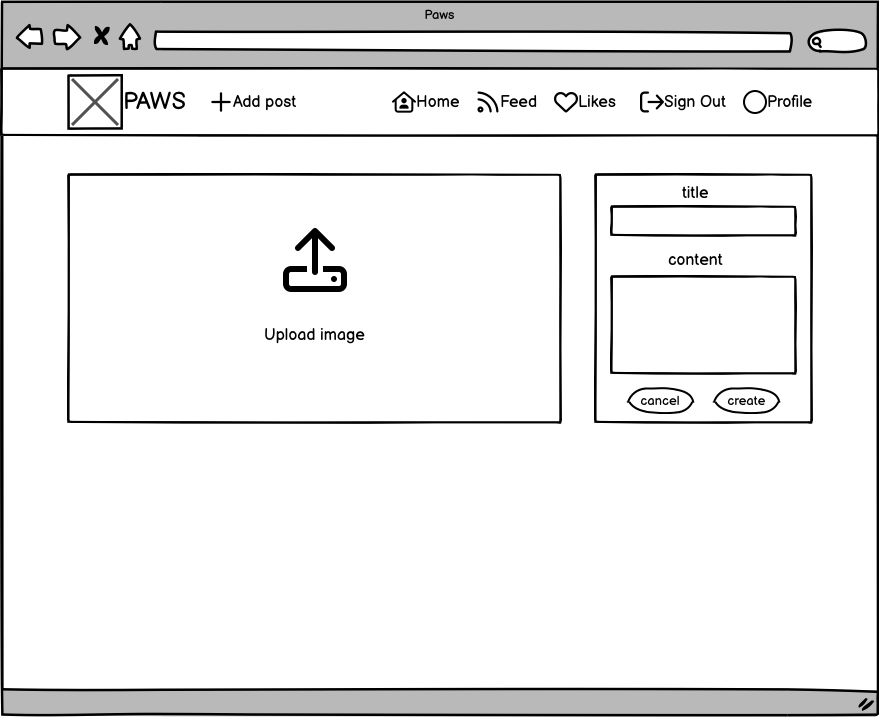 Paws
PAWS Add post Home Feed Likes Sign Out Profile
Upload image
title
content
cancel create